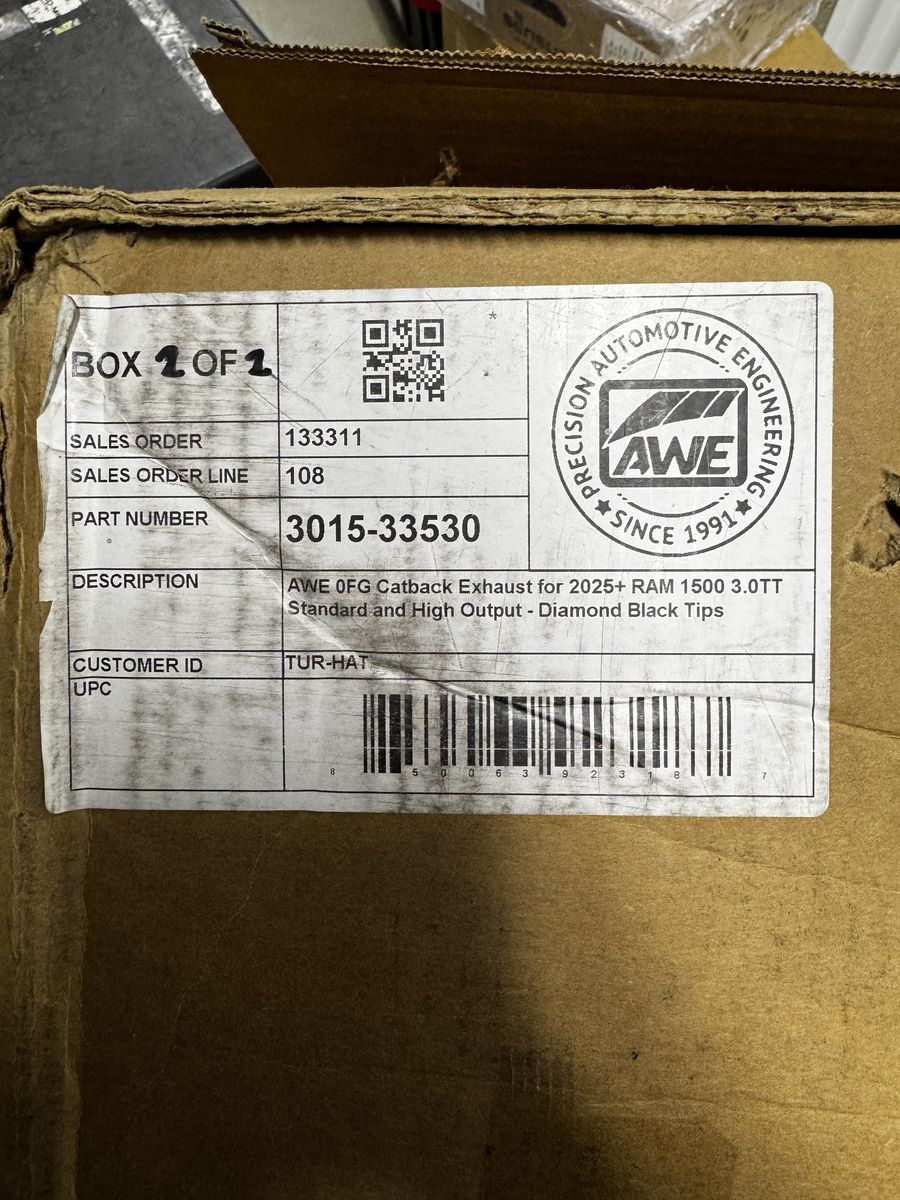 BOX 2 OF 2
*
PRECISION AUTOMOTIVE ENGINEERING
AWE
★ SINCE 1991 ★
SALES ORDER 133311
SALES ORDER LINE 108
PART NUMBER 3015-33530
DESCRIPTION AWE 0FG Catback Exhaust for 2025+ RAM 1500 3.0TT
Standard and High Output - Diamond Black Tips
CUSTOMER ID TUR-HAT
UPC
8 50063 92318 7